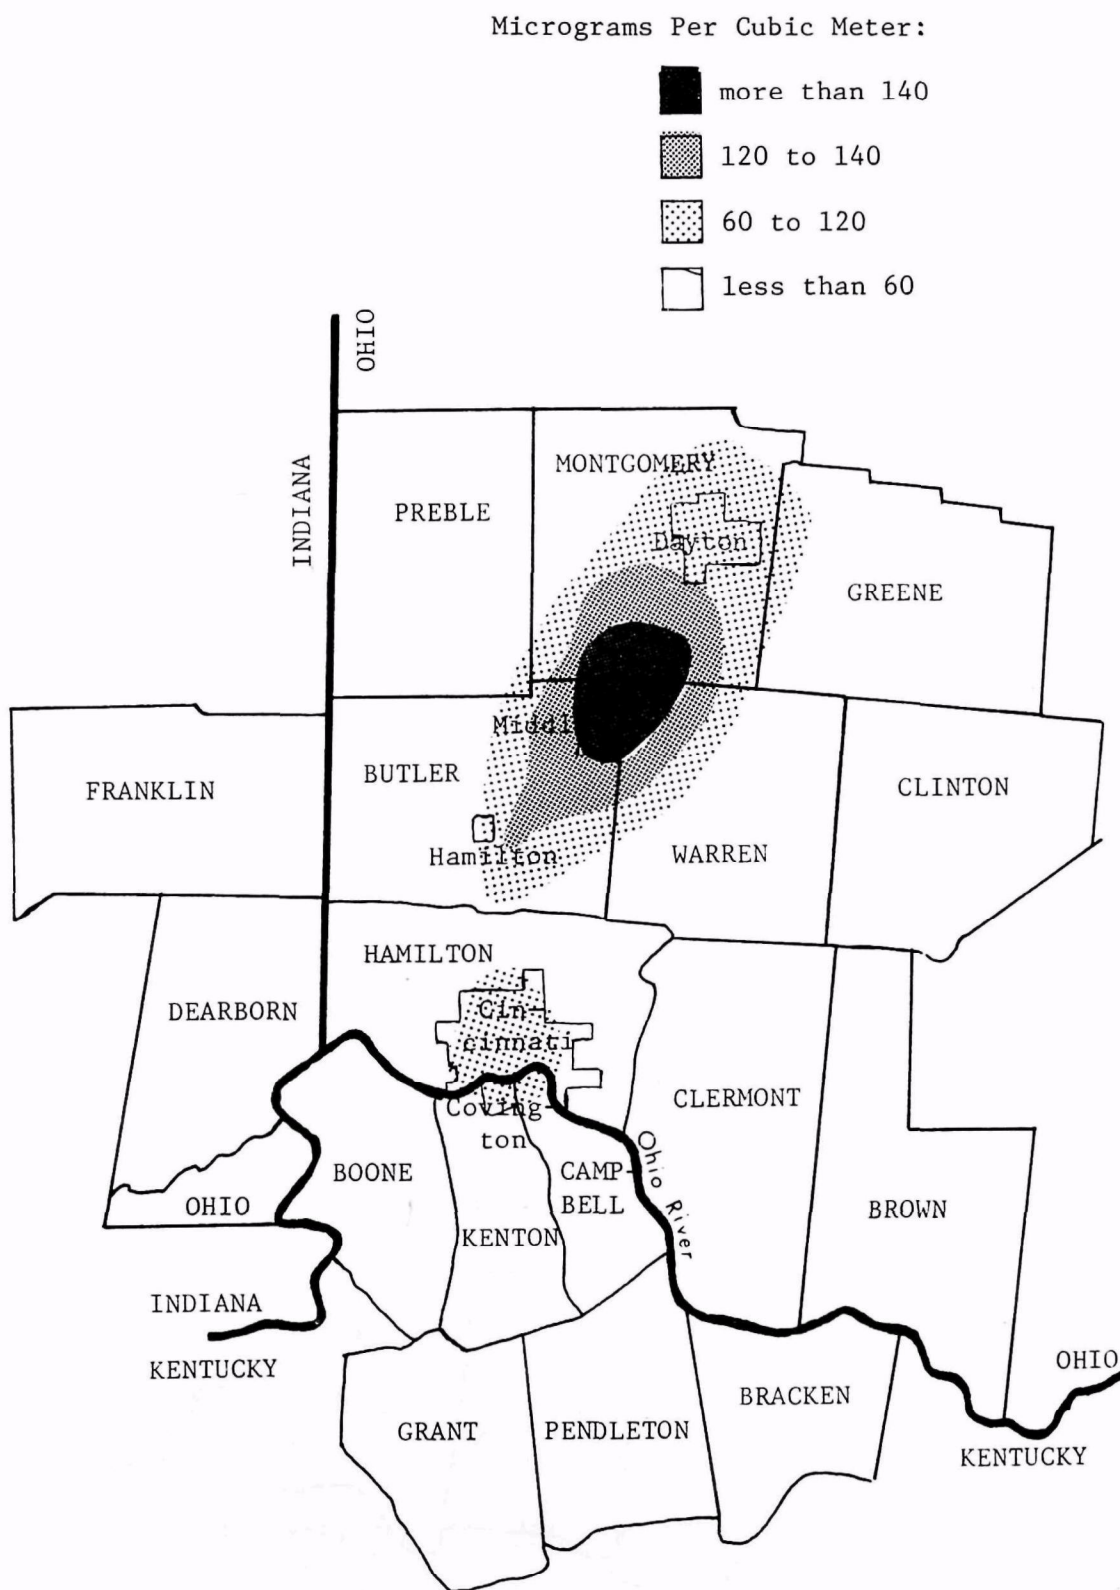 Micrograms Per Cubic Meter:
more than 140
120 to 140
60 to 120
less than 60
OHIO
INDIANA
MONTGOMERY
PREBLE
Dayton
GREENE
Middl
BUTLER
FRANKLIN
CLINTON
Hamilton
WARREN
HAMILTON
DEARBORN
Cin-
cinnati
CLERMONT
Coving-
ton
BOONE
CAMP-
BELL
Ohio River
OHIO
KENTON
BROWN
INDIANA
KENTUCKY
OHIO
BRACKEN
GRANT
PENDLETON
KENTUCKY